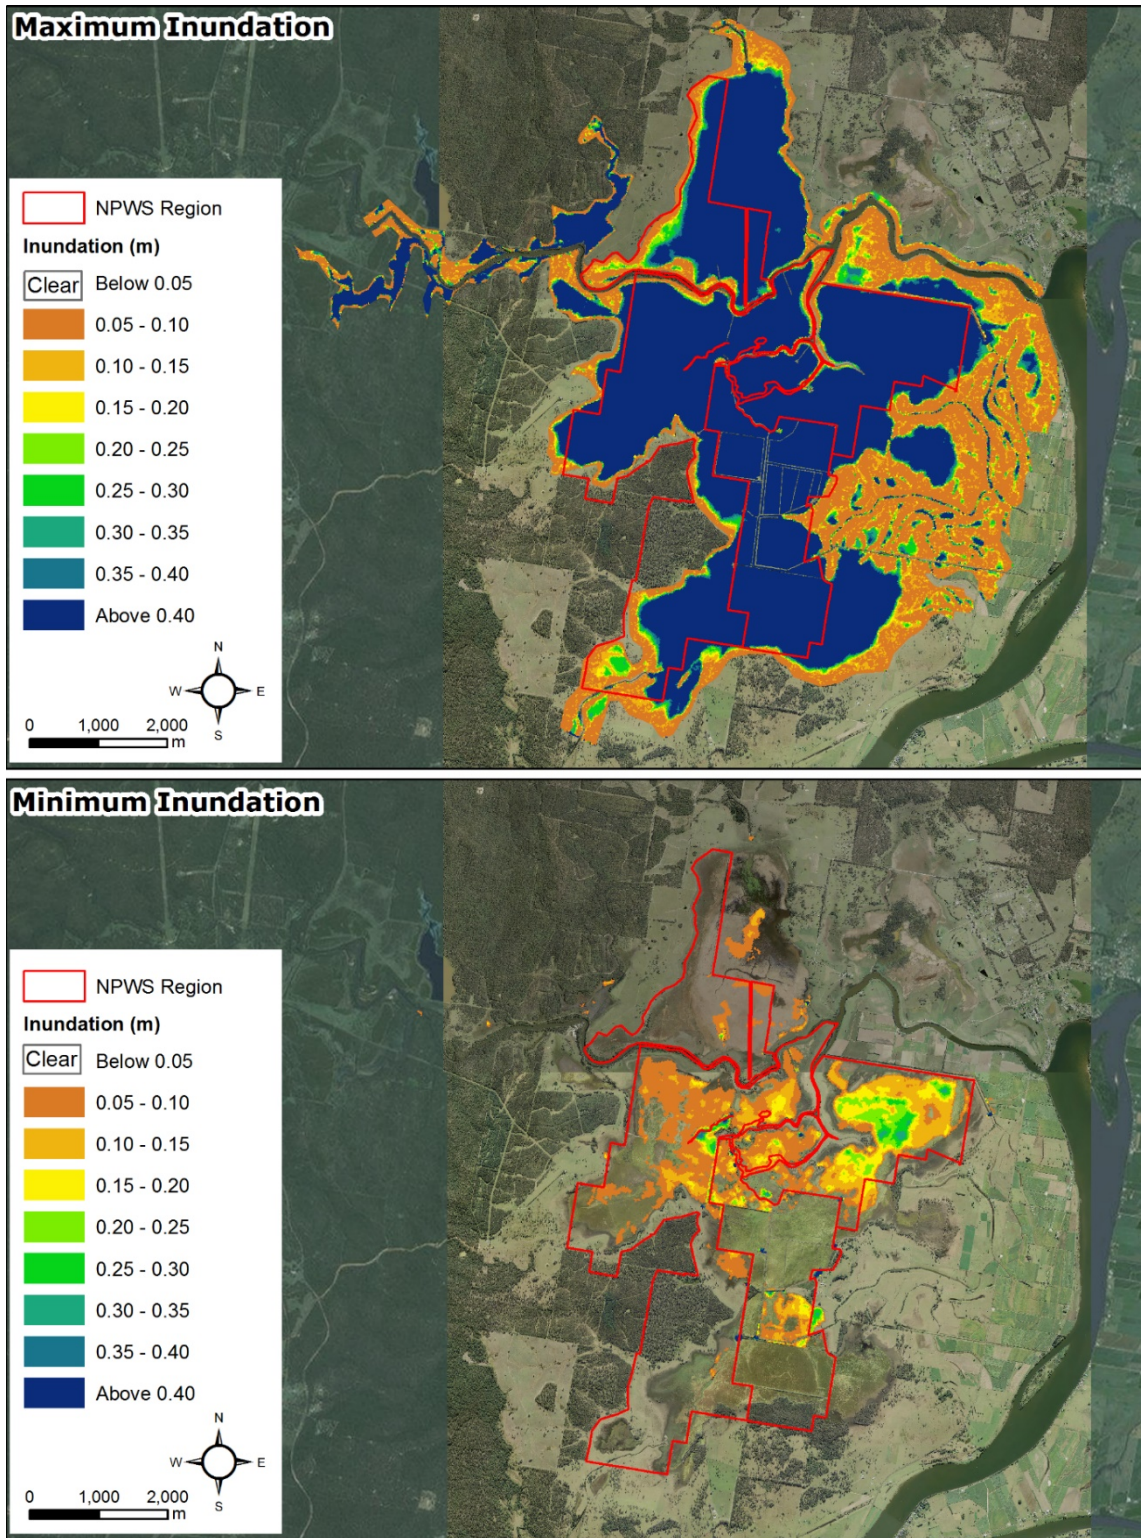 Maximum Inundation
NPWS Region
Inundation (m)
Clear Below 0.05
0.05 - 0.10
0.10 - 0.15
0.15 - 0.20
0.20 - 0.25
0.25 - 0.30
0.30 - 0.35
0.35 - 0.40
Above 0.40
N
W E
S
0 1,000 2,000
m
Minimum Inundation
NPWS Region
Inundation (m)
Clear Below 0.05
0.05 - 0.10
0.10 - 0.15
0.15 - 0.20
0.20 - 0.25
0.25 - 0.30
0.30 - 0.35
0.35 - 0.40
Above 0.40
N
W E
S
0 1,000 2,000
m